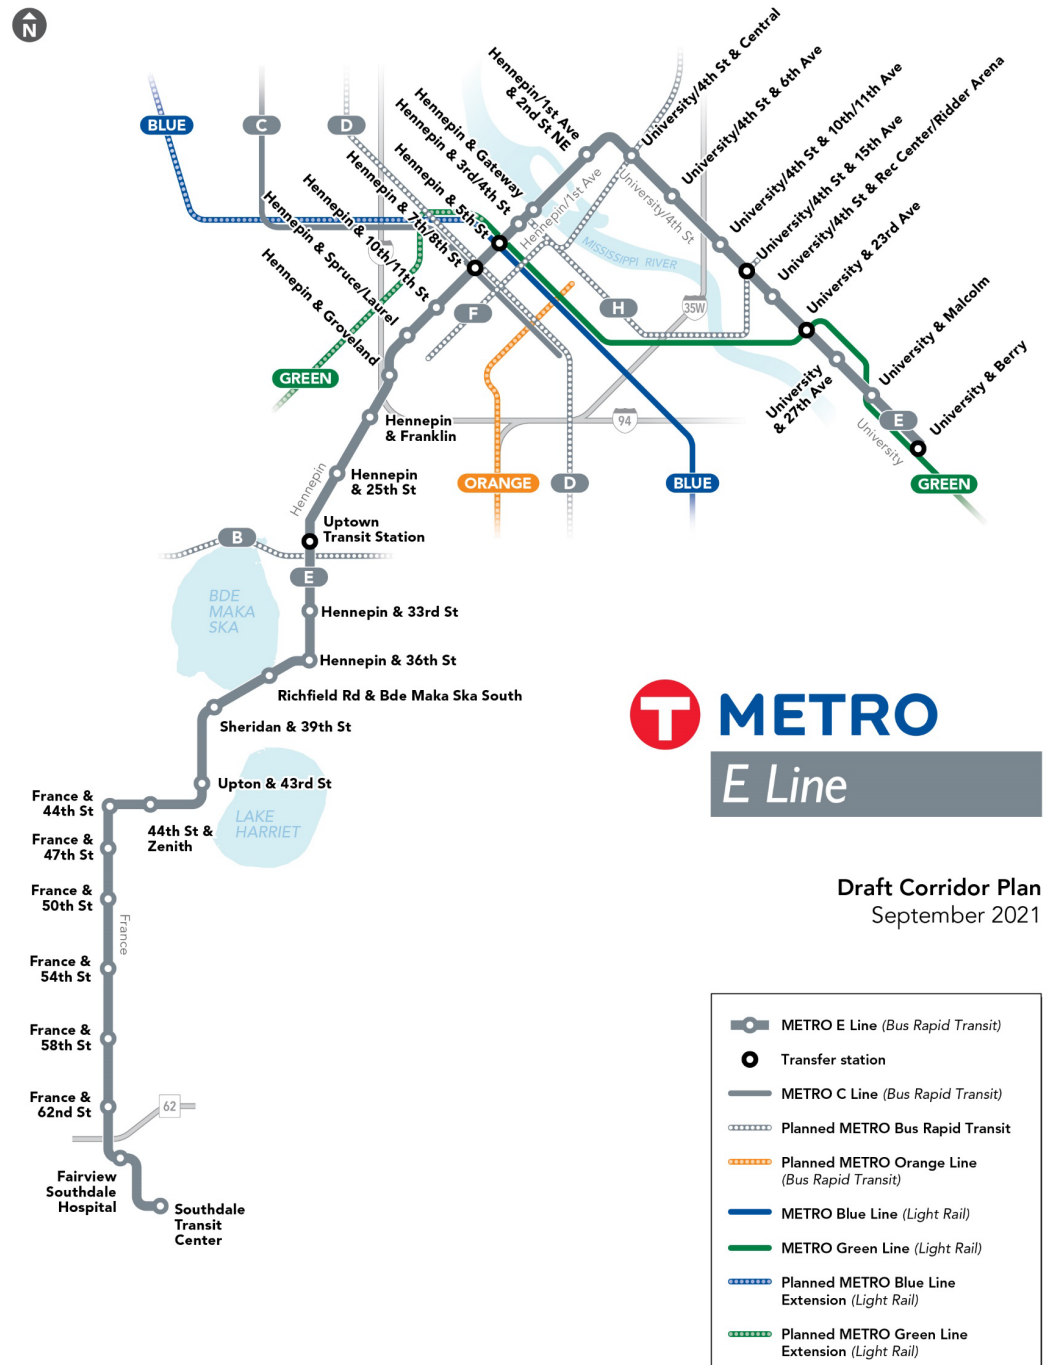 N
BLUE
C
D
Hennepin/1st Ave
& 2nd St NE
Hennepin & Gateway
Hennepin & 3rd/4th St
Hennepin & 5th St
Hennepin & 7th/8th St
Hennepin & 10th/11th St
Hennepin & Spruce/Laurel
Hennepin & Groveland
University/4th St & Central
University/4th St & 6th Ave
University/4th St & 10th/11th Ave
University/4th St & 15th Ave
University/4th St & Rec Center/Ridder Arena
University & 23rd Ave
University
& 27th Ave
University & Malcolm
University & Berry
Hennepin/1st Ave
University/4th St
MISSISSIPPI RIVER
F
H
35W
GREEN
94
E
University
Hennepin
& Franklin
Hennepin
Hennepin
& 25th St
ORANGE
D
BLUE
GREEN
Uptown
Transit Station
B
E
BDE
MAKA
SKA
Hennepin & 33rd St
Hennepin & 36th St
Richfield Rd & Bde Maka Ska South
Sheridan & 39th St
Upton & 43rd St
LAKE
HARRIET
France &
44th St
44th St &
Zenith
France &
47th St
France &
50th St
France
France &
54th St
France &
58th St
France &
62nd St
62
Fairview
Southdale
Hospital
Southdale
Transit
Center
T METRO
E Line
Draft Corridor Plan
September 2021
METRO E Line (Bus Rapid Transit)
Transfer station
METRO C Line (Bus Rapid Transit)
Planned METRO Bus Rapid Transit
Planned METRO Orange Line
(Bus Rapid Transit)
METRO Blue Line (Light Rail)
METRO Green Line (Light Rail)
Planned METRO Blue Line
Extension (Light Rail)
Planned METRO Green Line
Extension (Light Rail)